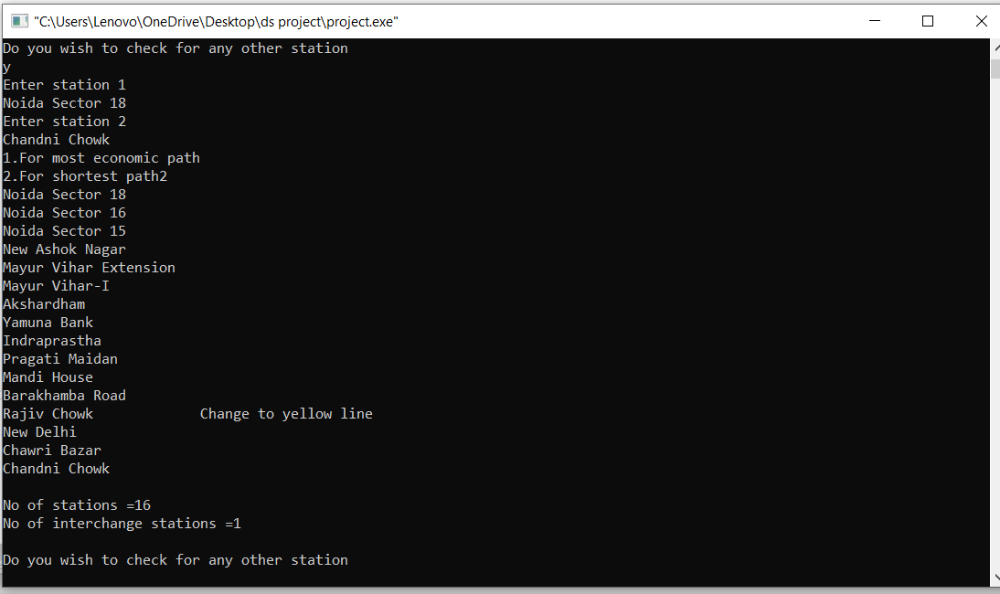 "C:\Users\Lenovo\OneDrive\Desktop\ds project\project.exe"
Do you wish to check for any other station
y
Enter station 1
Noida Sector 18
Enter station 2
Chandni Chowk
1.For most economic path
2.For shortest path2
Noida Sector 18
Noida Sector 16
Noida Sector 15
New Ashok Nagar
Mayur Vihar Extension
Mayur Vihar-I
Akshardham
Yamuna Bank
Indraprastha
Pragati Maidan
Mandi House
Barakhamba Road
Rajiv Chowk             Change to yellow line
New Delhi
Chawri Bazar
Chandni Chowk
No of stations =16
No of interchange stations =1
Do you wish to check for any other station